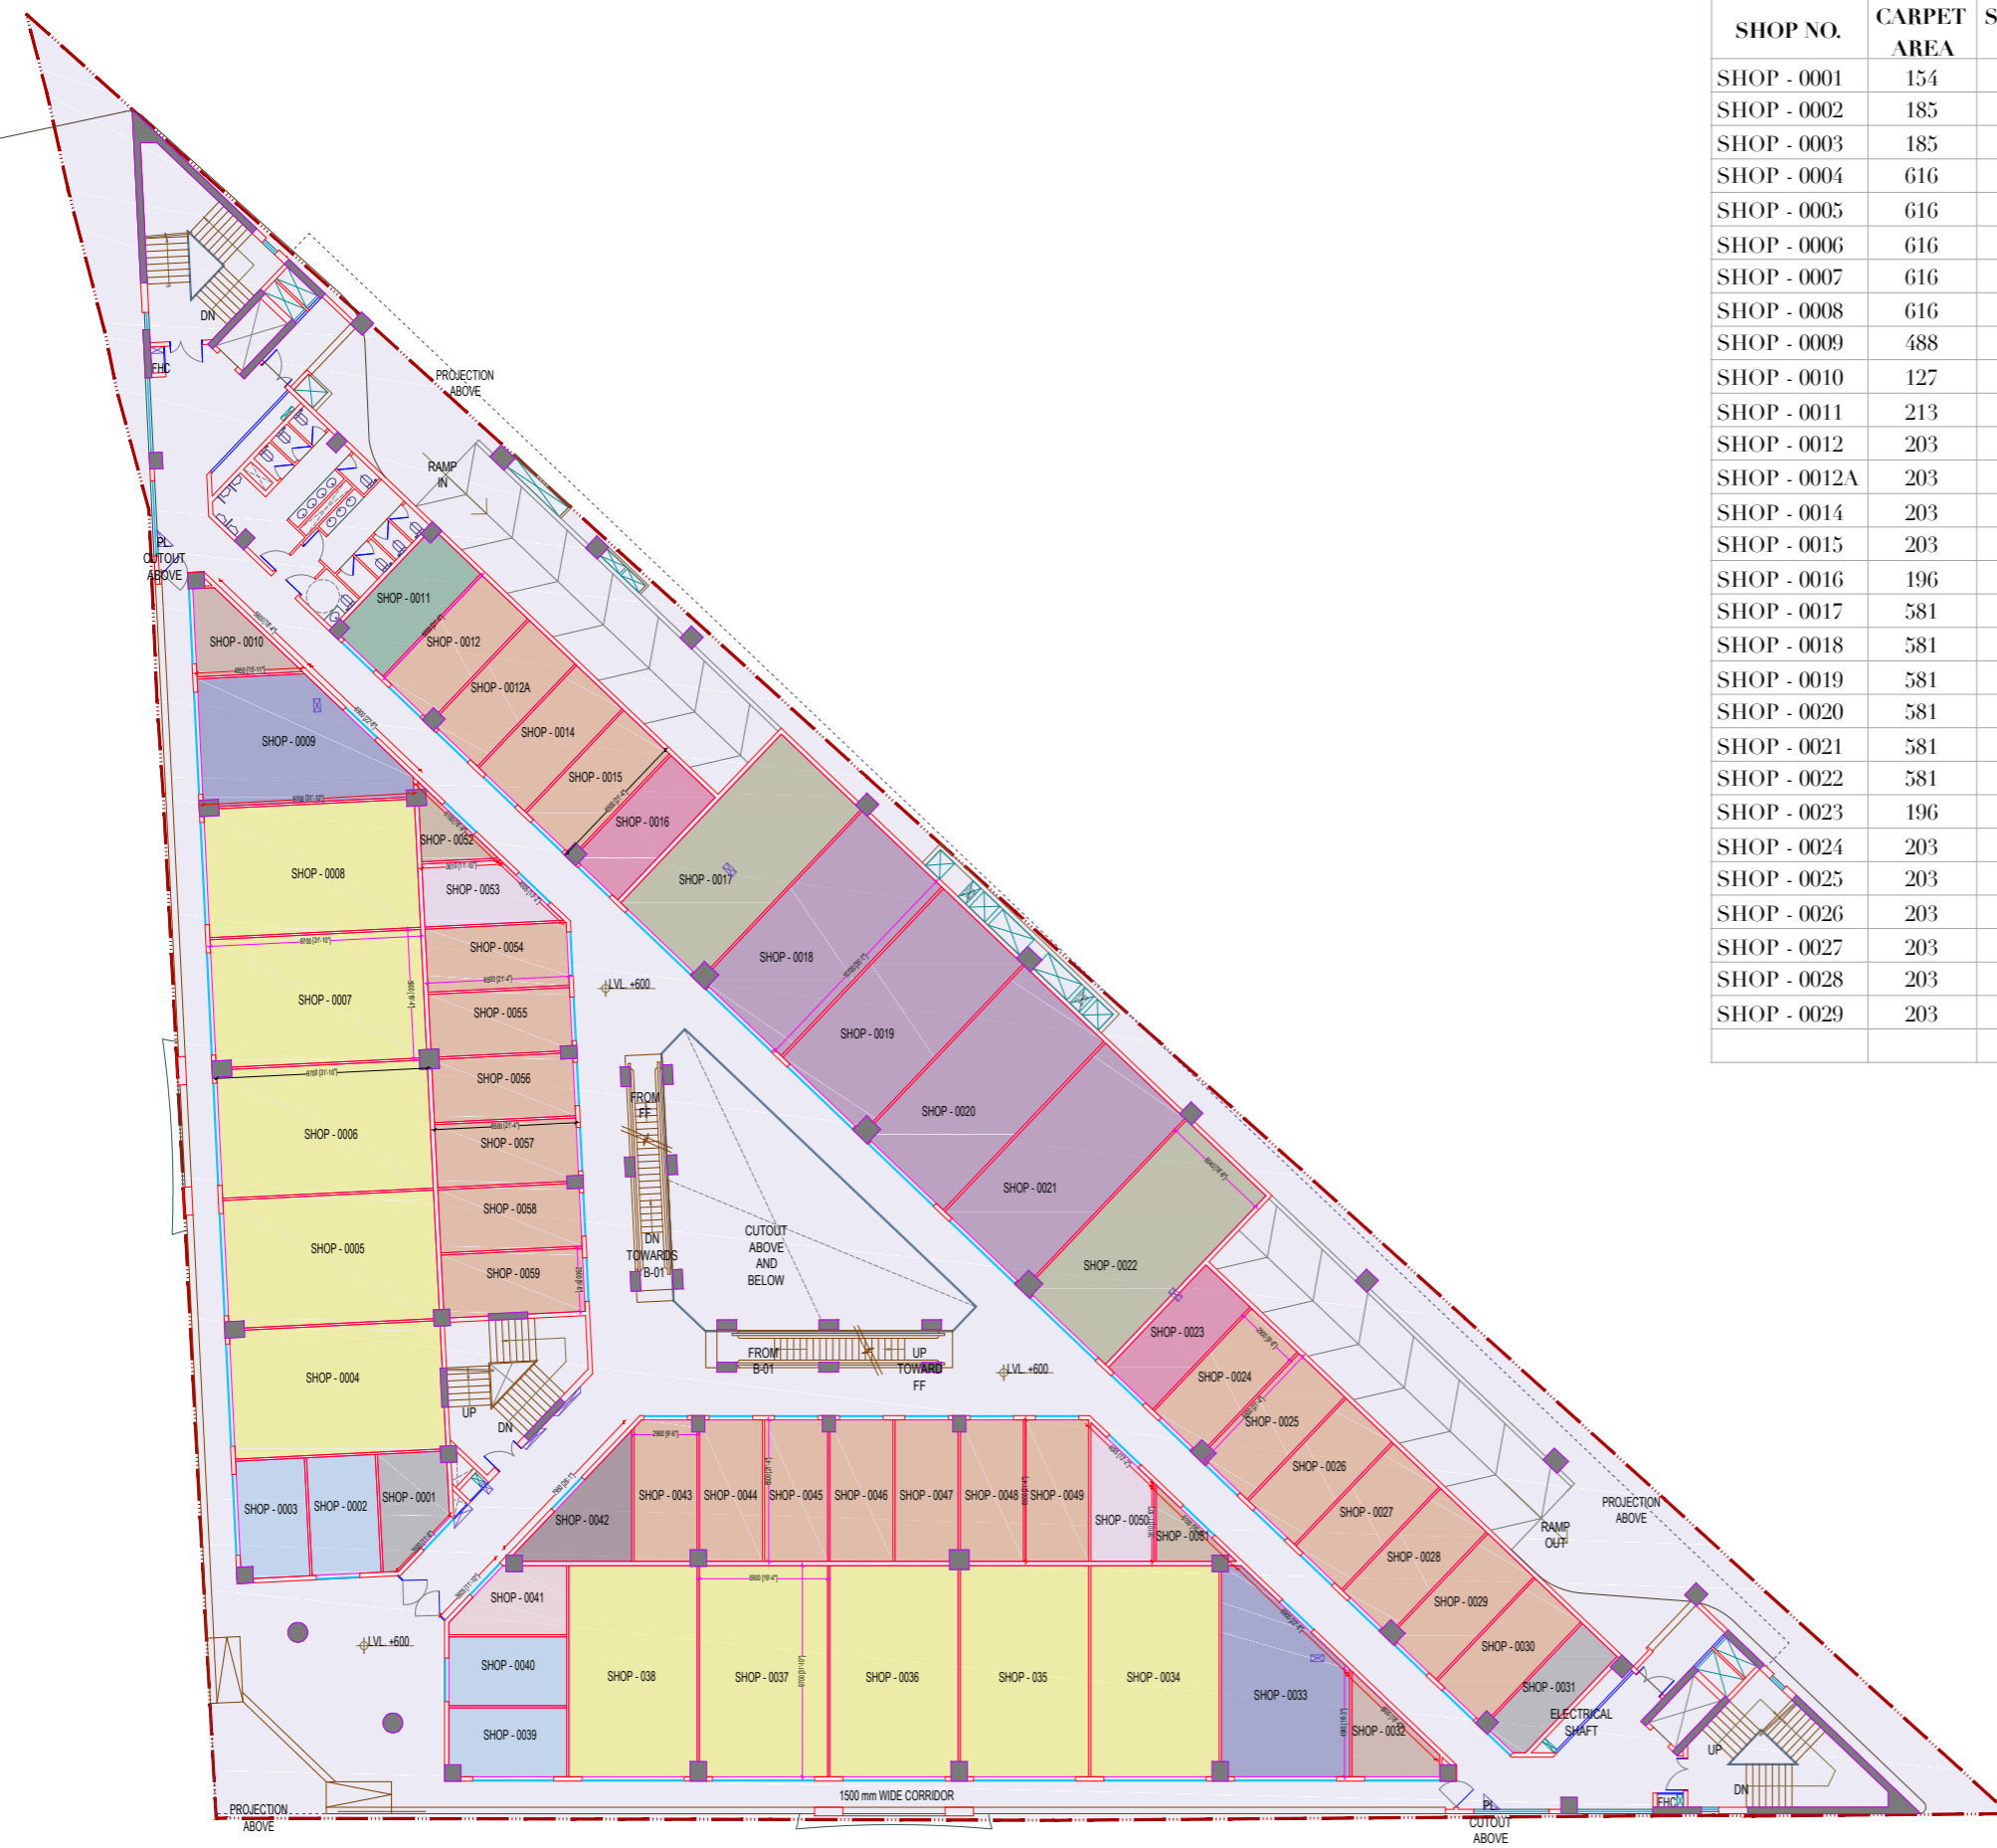 SHOP NO. CARPET AREA S
SHOP - 0001 154
SHOP - 0002 185
SHOP - 0003 185
SHOP - 0004 616
SHOP - 0005 616
SHOP - 0006 616
SHOP - 0007 616
SHOP - 0008 616
SHOP - 0009 488
SHOP - 0010 127
SHOP - 0011 213
SHOP - 0012 203
SHOP - 0012A 203
SHOP - 0014 203
SHOP - 0015 203
SHOP - 0016 196
SHOP - 0017 581
SHOP - 0018 581
SHOP - 0019 581
SHOP - 0020 581
SHOP - 0021 581
SHOP - 0022 581
SHOP - 0023 196
SHOP - 0024 203
SHOP - 0025 203
SHOP - 0026 203
SHOP - 0027 203
SHOP - 0028 203
SHOP - 0029 203
DN
FHC
PROJECTION
ABOVE
RAMP
IN
PL
CUTOUT
ABOVE
SHOP - 0011
SHOP - 0010
SHOP - 0012
SHOP - 0012A
SHOP - 0014
SHOP - 0009
SHOP - 0015
SHOP - 0016
SHOP - 0052
SHOP - 0008
SHOP - 0053
SHOP - 0017
SHOP - 0054
SHOP - 0018
LVL. +600
SHOP - 0007
SHOP - 0055
SHOP - 0019
SHOP - 0056
FROM
FF
SHOP - 0020
SHOP - 0006
SHOP - 0057
SHOP - 0021
SHOP - 0058
SHOP - 0005
DN
TOWARDS
B-01
CUTOUT
ABOVE
AND
BELOW
SHOP - 0059
SHOP - 0022
SHOP - 0023
FROM
B-01
UP
TOWARD
FF
LVL. +600
SHOP - 0004
SHOP - 0024
UP
DN
SHOP - 0025
SHOP - 0026
SHOP - 0003
SHOP - 0002
SHOP - 0001
SHOP - 0042
SHOP - 0043
SHOP - 0044
SHOP - 0045
SHOP - 0046
SHOP - 0047
SHOP - 0048
SHOP - 0049
SHOP - 0050
SHOP - 0051
SHOP - 0027
PROJECTION
ABOVE
RAMP
OUT
SHOP - 0028
SHOP - 0041
SHOP - 0029
LVL. +600
SHOP - 0030
SHOP - 0040
SHOP - 038
SHOP - 0037
SHOP - 0036
SHOP - 035
SHOP - 0034
SHOP - 0033
SHOP - 0031
ELECTRICAL
SHAFT
SHOP - 0039
SHOP - 0032
UP
DN
1500 mm WIDE CORRIDOR
PROJECTION
ABOVE
PL
CUTOUT
ABOVE
FHC